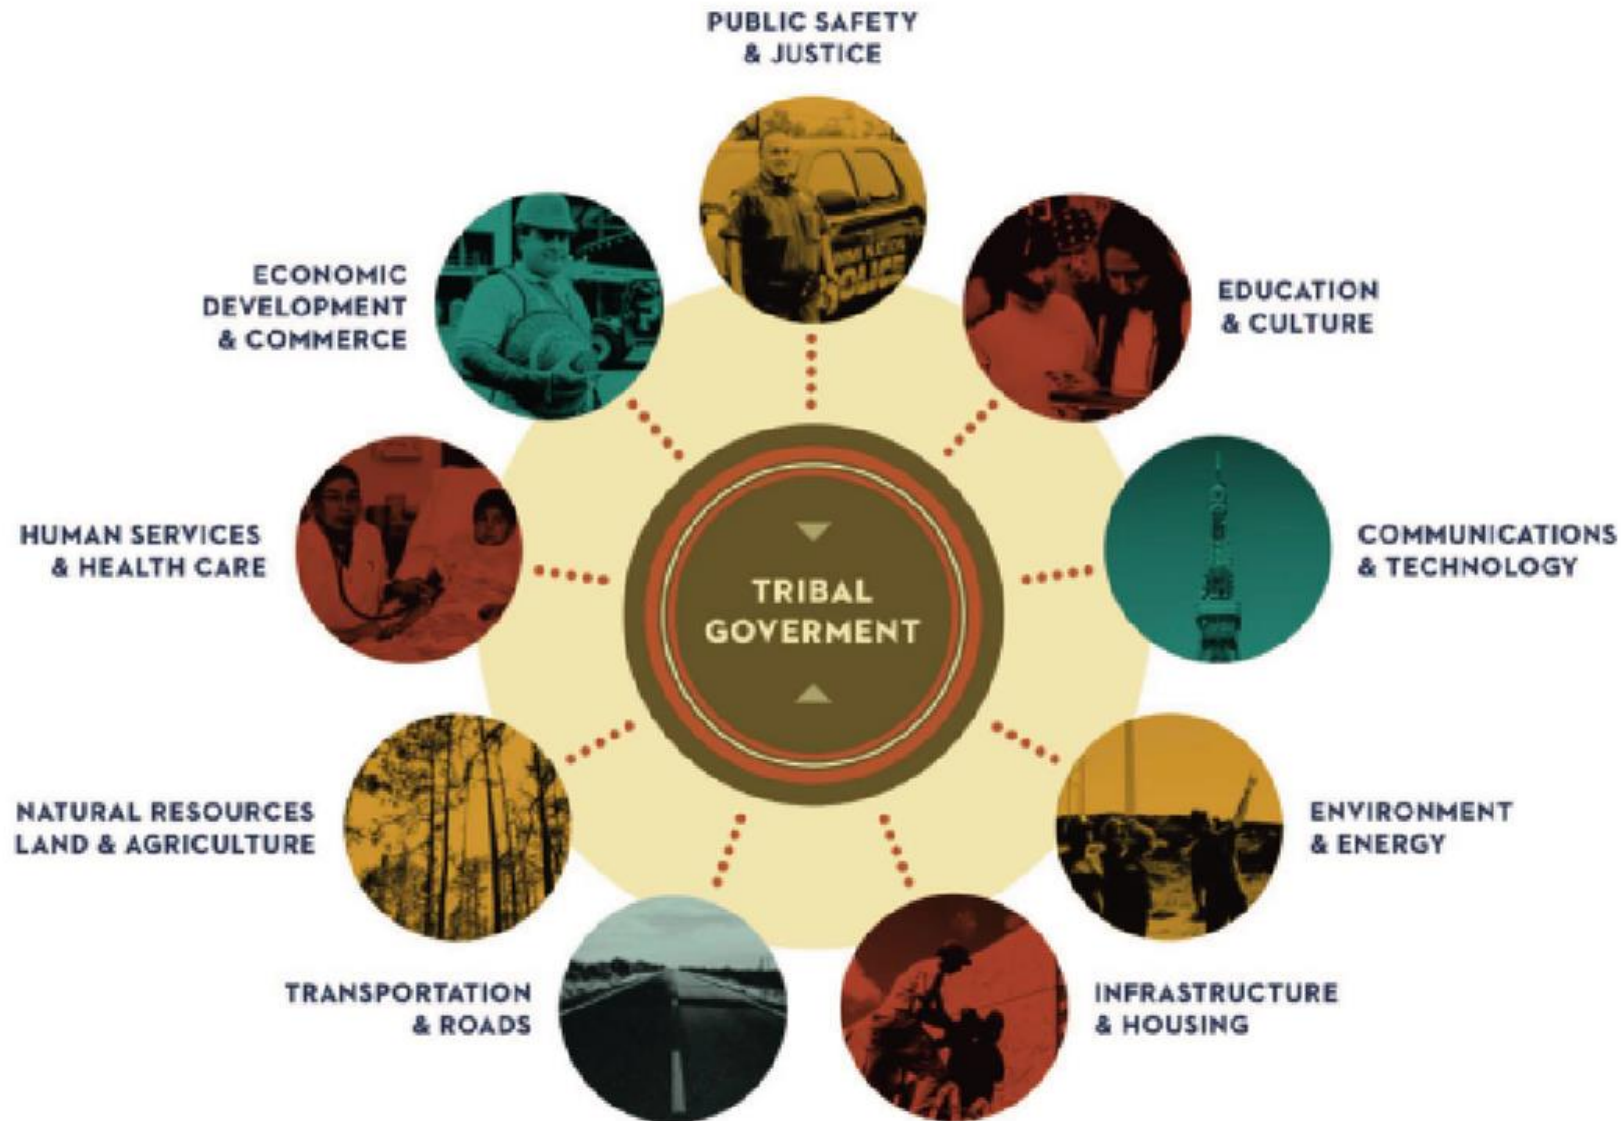 PUBLIC SAFETY
& JUSTICE
ECONOMIC
DEVELOPMENT
& COMMERCE
EDUCATION
& CULTURE
HUMAN SERVICES
& HEALTH CARE
COMMUNICATIONS
& TECHNOLOGY
TRIBAL
GOVERMENT
NATURAL RESOURCES
LAND & AGRICULTURE
ENVIRONMENT
& ENERGY
TRANSPORTATION
& ROADS
INFRASTRUCTURE
& HOUSING